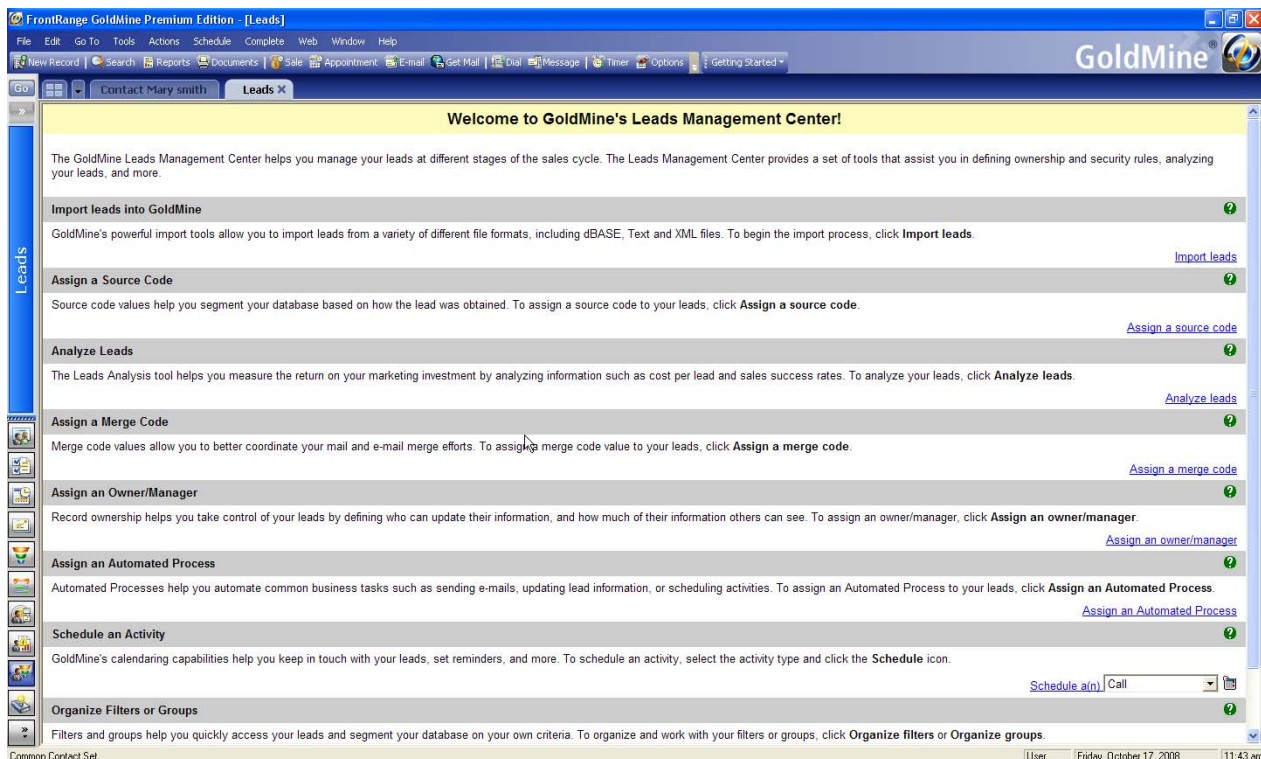 FrontRange GoldMine Premium Edition - [Leads]
File Edit Go To Tools Actions Schedule Complete Web Window Help
New Record Search Reports Documents Sale Appointment E-mail Get Mail Dial Message Timer Options Getting Started
GoldMine®
Go
Contact Mary smith
Leads
Leads
Welcome to GoldMine's Leads Management Center!
The GoldMine Leads Management Center helps you manage your leads at different stages of the sales cycle. The Leads Management Center provides a set of tools that assist you in defining ownership and security rules, analyzing
your leads, and more.
Import leads into GoldMine
GoldMine's powerful import tools allow you to import leads from a variety of different file formats, including dBASE, Text and XML files. To begin the import process, click Import leads.
Import leads
Assign a Source Code
Source code values help you segment your database based on how the lead was obtained. To assign a source code to your leads, click Assign a source code.
Assign a source code
Analyze Leads
The Leads Analysis tool helps you measure the return on your marketing investment by analyzing information such as cost per lead and sales success rates. To analyze your leads, click Analyze leads.
Analyze leads
Assign a Merge Code
Merge code values allow you to better coordinate your mail and e-mail merge efforts. To assign a merge code value to your leads, click Assign a merge code.
Assign a merge code
Assign an Owner/Manager
Record ownership helps you take control of your leads by defining who can update their information, and how much of their information others can see. To assign an owner/manager, click Assign an owner/manager.
Assign an owner/manager
Assign an Automated Process
Automated Processes help you automate common business tasks such as sending e-mails, updating lead information, or scheduling activities. To assign an Automated Process to your leads, click Assign an Automated Process.
Assign an Automated Process
Schedule an Activity
GoldMine's calendaring capabilities help you keep in touch with your leads, set reminders, and more. To schedule an activity, select the activity type and click the Schedule icon.
Schedule a(n) Call
Organize Filters or Groups
Filters and groups help you quickly access your leads and segment your database on your own criteria. To organize and work with your filters or groups, click Organize filters or Organize groups.
Common Contact Set User Friday, October 17, 2008 11:43 am